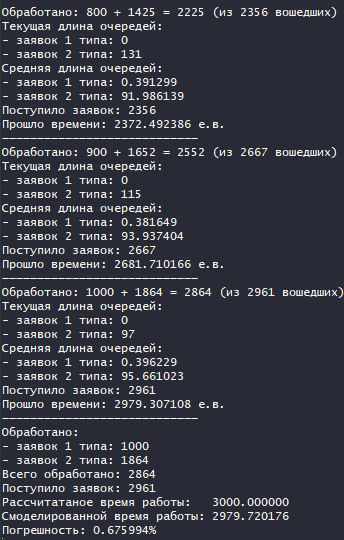 Обработано: 800 + 1425 = 2225 (из 2356 вошедших)
Текущая длина очередей:
- заявок 1 типа: 0
- заявок 2 типа: 131
Средняя длина очередей:
- заявок 1 типа: 0.391299
- заявок 2 типа: 91.986139
Поступило заявок: 2356
Прошло времени: 2372.492386 е.в.
----------------------------
Обработано: 900 + 1652 = 2552 (из 2667 вошедших)
Текущая длина очередей:
- заявок 1 типа: 0
- заявок 2 типа: 115
Средняя длина очередей:
- заявок 1 типа: 0.381649
- заявок 2 типа: 93.937404
Поступило заявок: 2667
Прошло времени: 2681.710166 е.в.
----------------------------
Обработано: 1000 + 1864 = 2864 (из 2961 вошедших)
Текущая длина очередей:
- заявок 1 типа: 0
- заявок 2 типа: 97
Средняя длина очередей:
- заявок 1 типа: 0.396229
- заявок 2 типа: 95.661023
Поступило заявок: 2961
Прошло времени: 2979.307108 е.в.
----------------------------
Обработано:
- заявок 1 типа: 1000
- заявок 2 типа: 1864
Всего обработано: 2864
Поступило заявок: 2961
Рассчитатаное время работы:   3000.000000
Смоделированной время работы: 2979.720176
Погрешность: 0.675994%